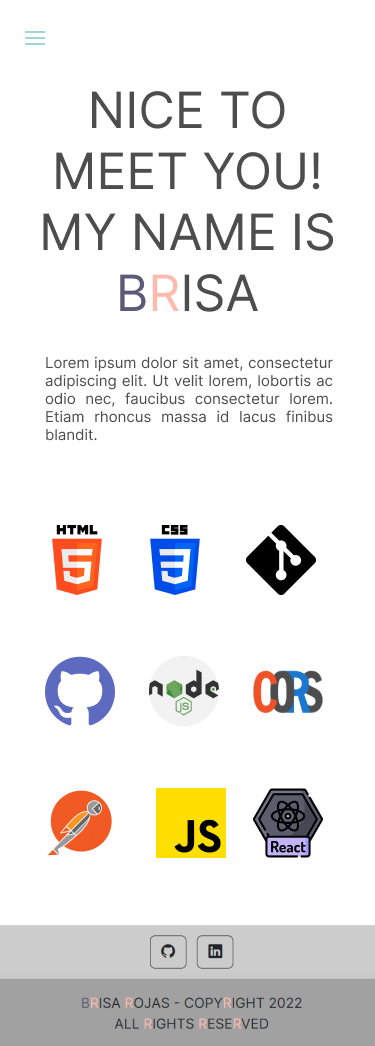 NICE TO
MEET YOU!
MY NAME IS
BRISA
Lorem ipsum dolor sit amet, consectetur
adipiscing elit. Ut velit lorem, lobortis ac
odio nec, faucibus consectetur lorem.
Etiam rhoncus massa id lacus finibus
blandit.
HTML
5
CSS
3
node
JS
CORS
JS
React
in
BRISA ROJAS - COPYRIGHT 2022
ALL RIGHTS RESERVED